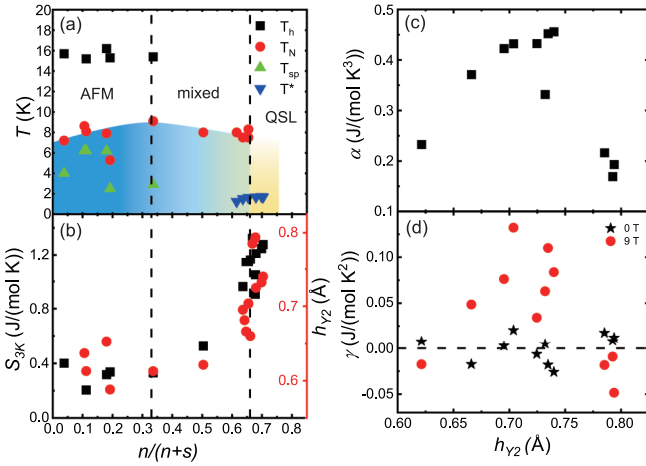 (a)
T (K)
20
18
16
14
12
10
8
6
4
2
0
T_h
T_N
T_sp
T*
AFM
mixed
QSL
(b)
S_3K (J/(mol K))
1.2
0.8
0.4
0.0
0.8
0.7
0.6
h_Y2 (Å)
0.0 0.1 0.2 0.3 0.4 0.5 0.6 0.7 0.8
n/(n+s)
(c)
α (J/(mol K³))
0.5
0.4
0.3
0.2
0.1
(d)
γ (J/(mol K²))
0.15
0.10
0.05
0.00
-0.05
0 T
9 T
0.60 0.65 0.70 0.75 0.80
h_Y2 (Å)